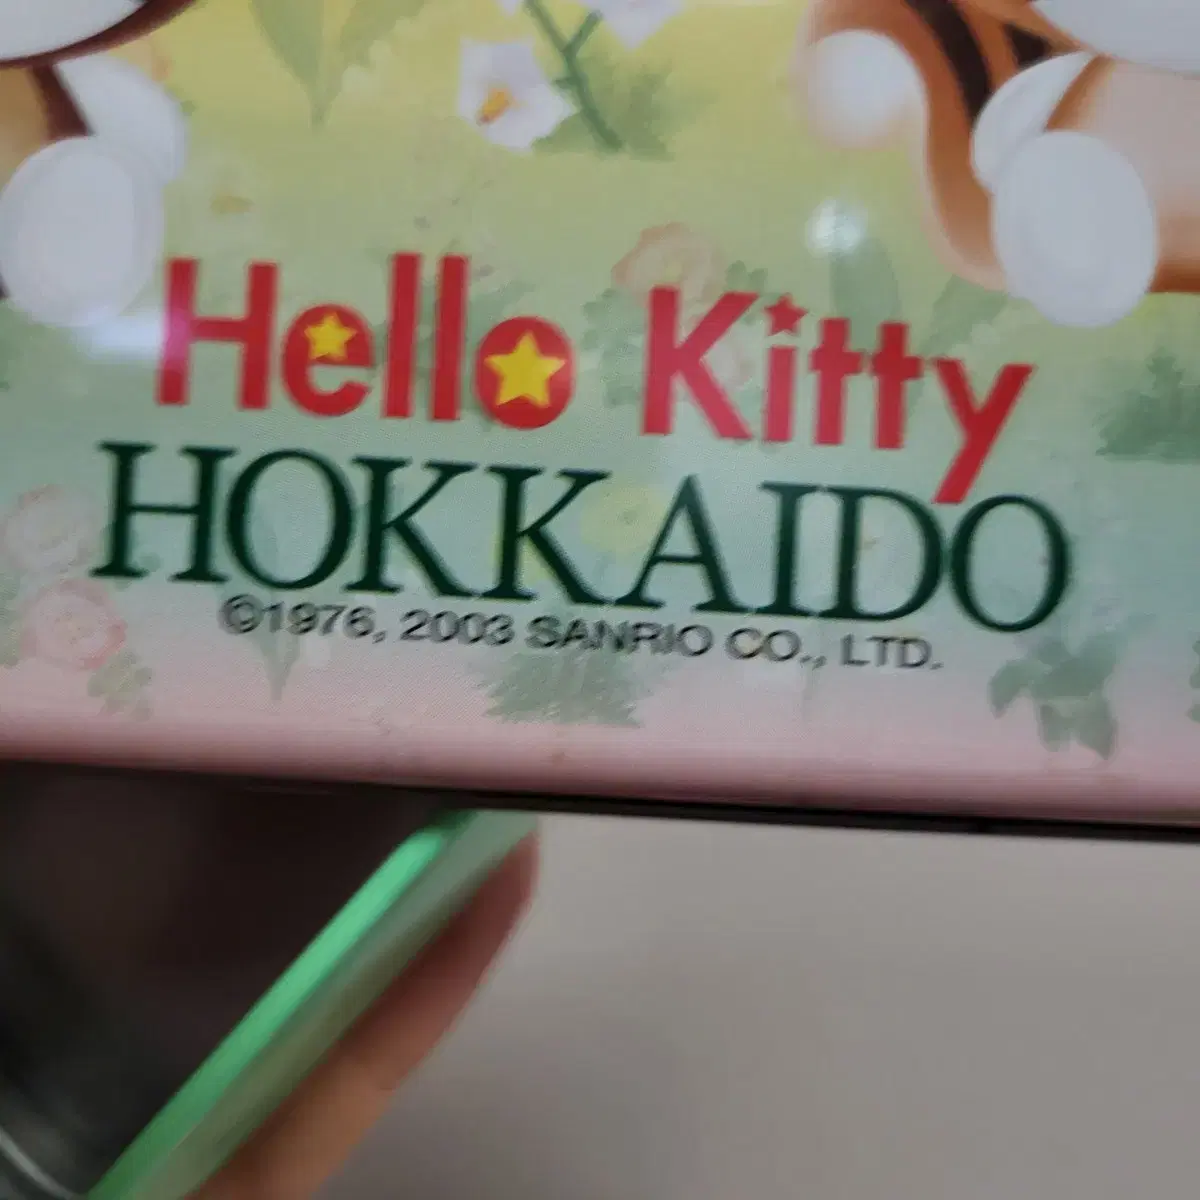 Hello Kitty
HOKKAIDO
©1976, 2003 SANRIO CO., LTD.